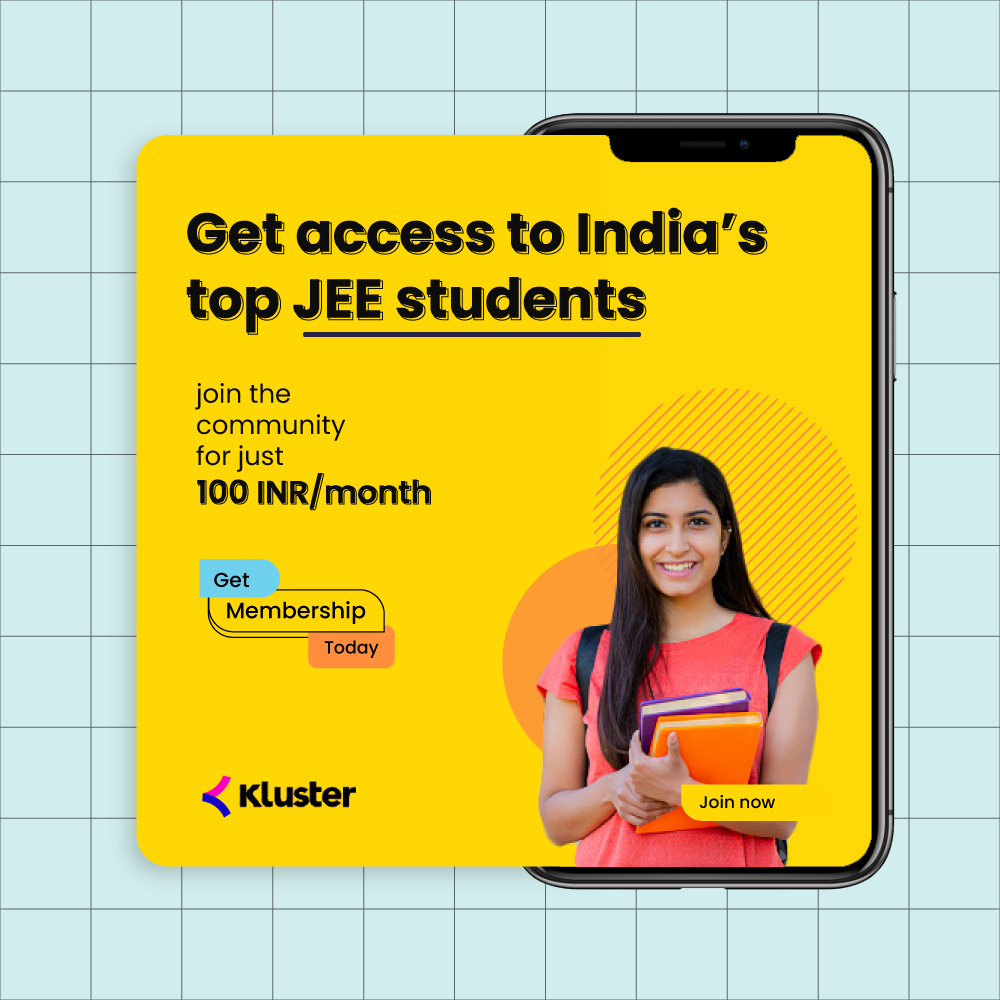 Get access to India’s
top JEE students
join the
community
for just
100 INR/month
Get
Membership
Today
Kluster
Join now